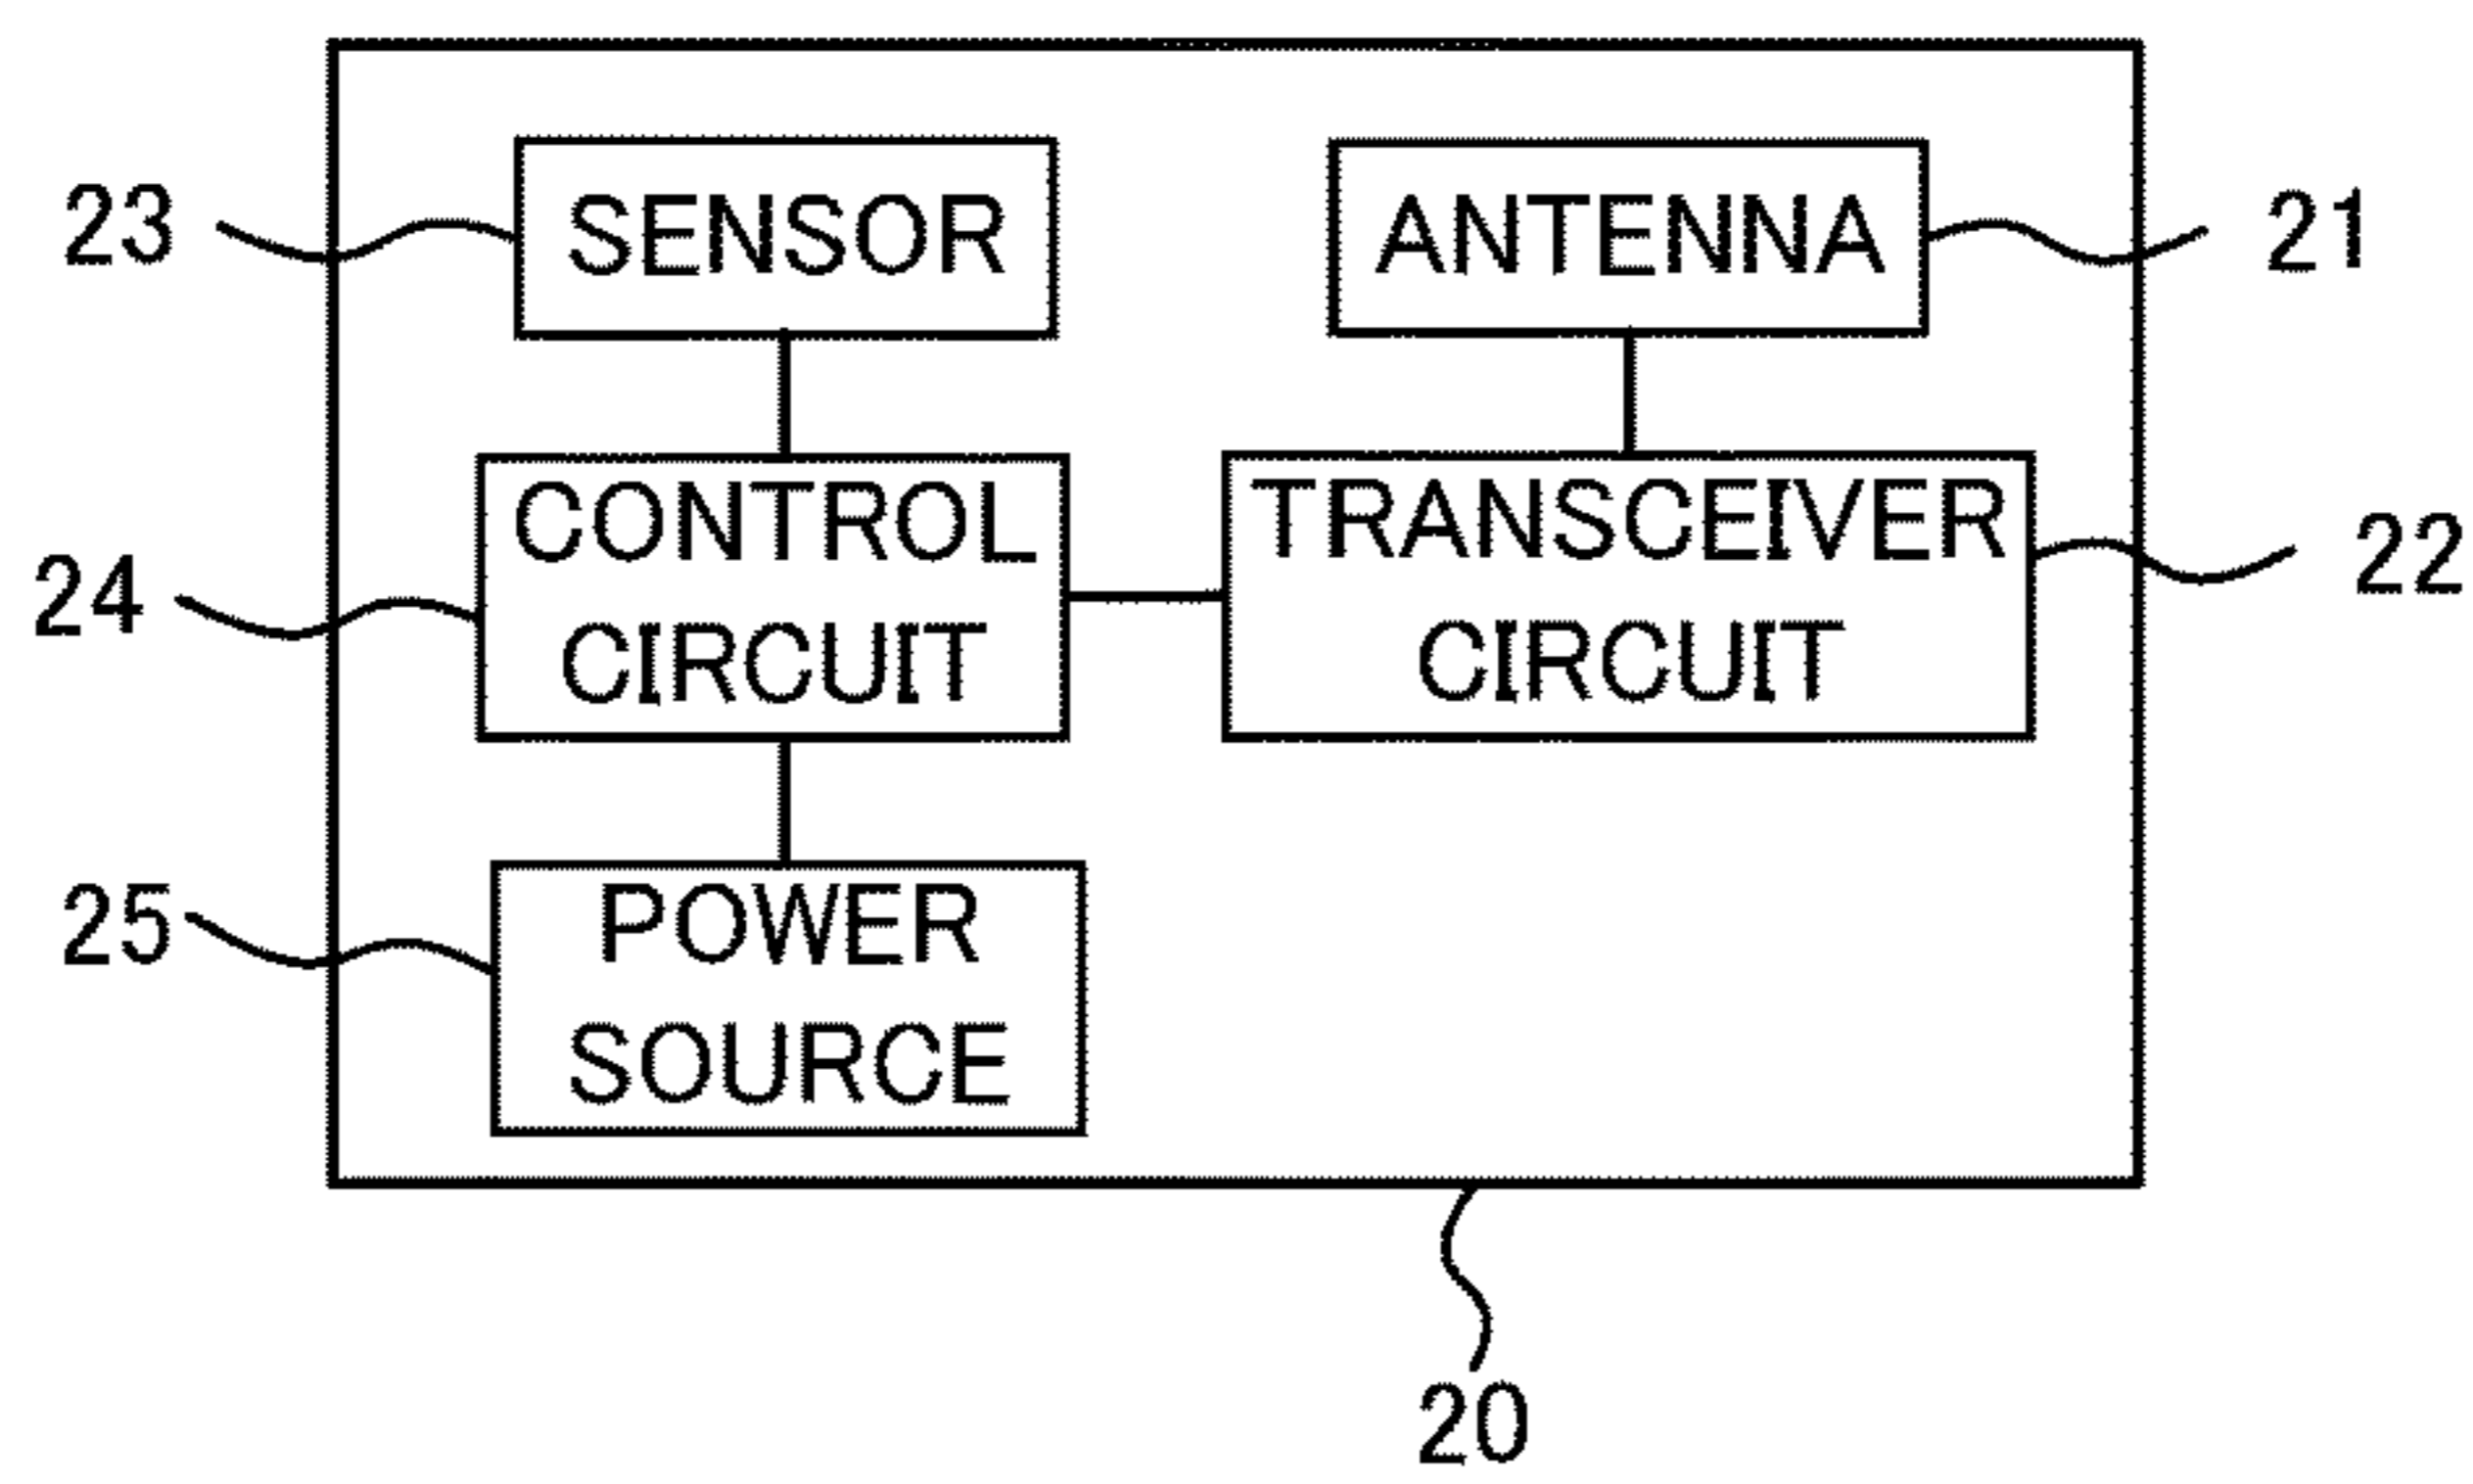 23
SENSOR
ANTENNA
21
24
CONTROL
CIRCUIT
TRANSCEIVER
CIRCUIT
22
25
POWER
SOURCE
20